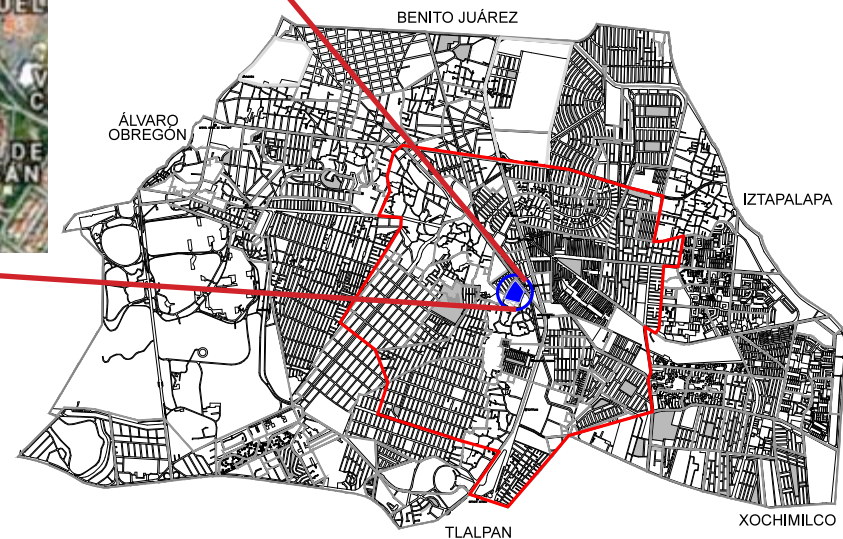 BENITO JUÁREZ
ÁLVARO
OBREGÓN
IZTAPALAPA
XOCHIMILCO
TLALPAN